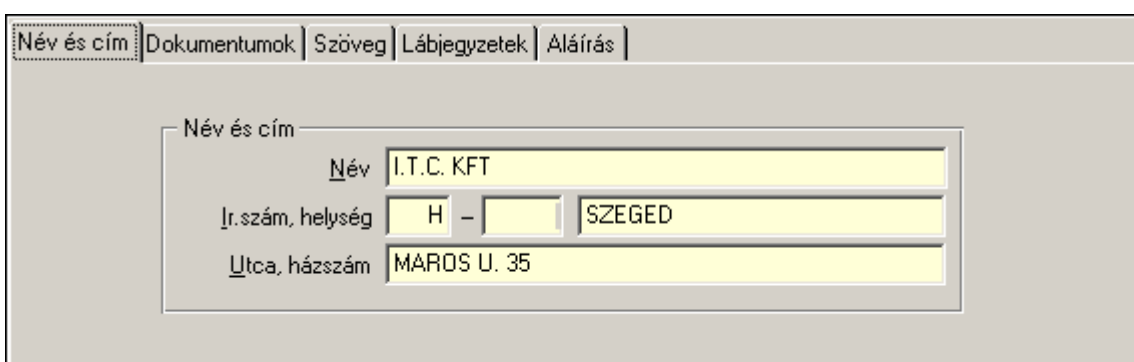 Név és cím Dokumentumok Szöveg Lábjegyzetek Aláírás
Név és cím
Név I.T.C. KFT
Ir.szám, helység H – SZEGED
Utca, házszám MAROS U. 35